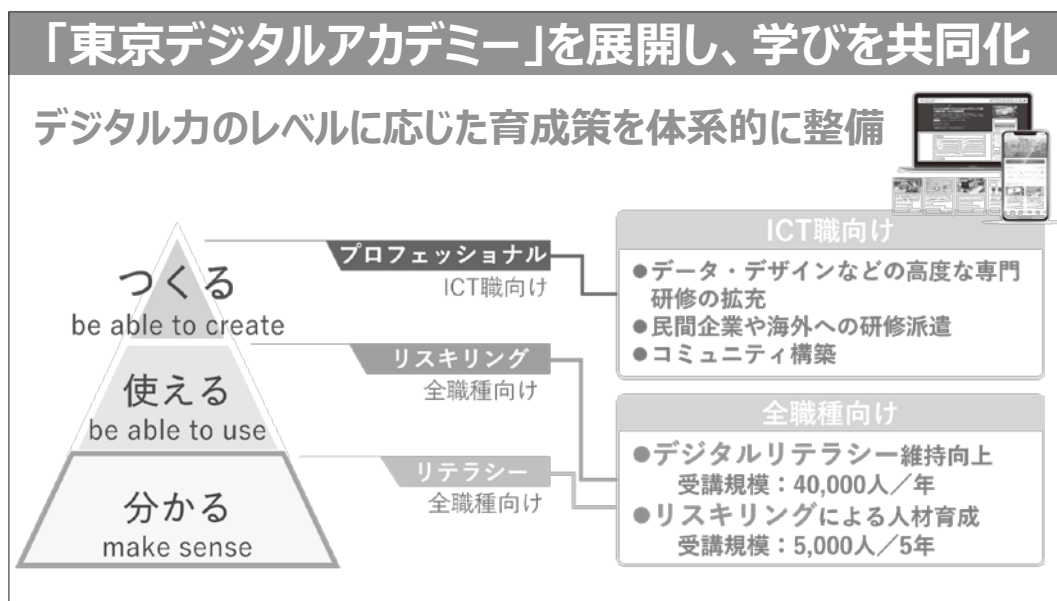 「東京デジタルアカデミー」を展開し、学びを共同化
デジタル力のレベルに応じた育成策を体系的に整備
つくる
be able to create
使える
be able to use
分かる
make sense
プロフェッショナル
ICT職向け
リスキリング
全職種向け
リテラシー
全職種向け
ICT職向け
●データ・デザインなどの高度な専門
研修の拡充
●民間企業や海外への研修派遣
●コミュニティ構築
全職種向け
●デジタルリテラシー維持向上
受講規模：40,000人／年
●リスキリングによる人材育成
受講規模：5,000人／5年